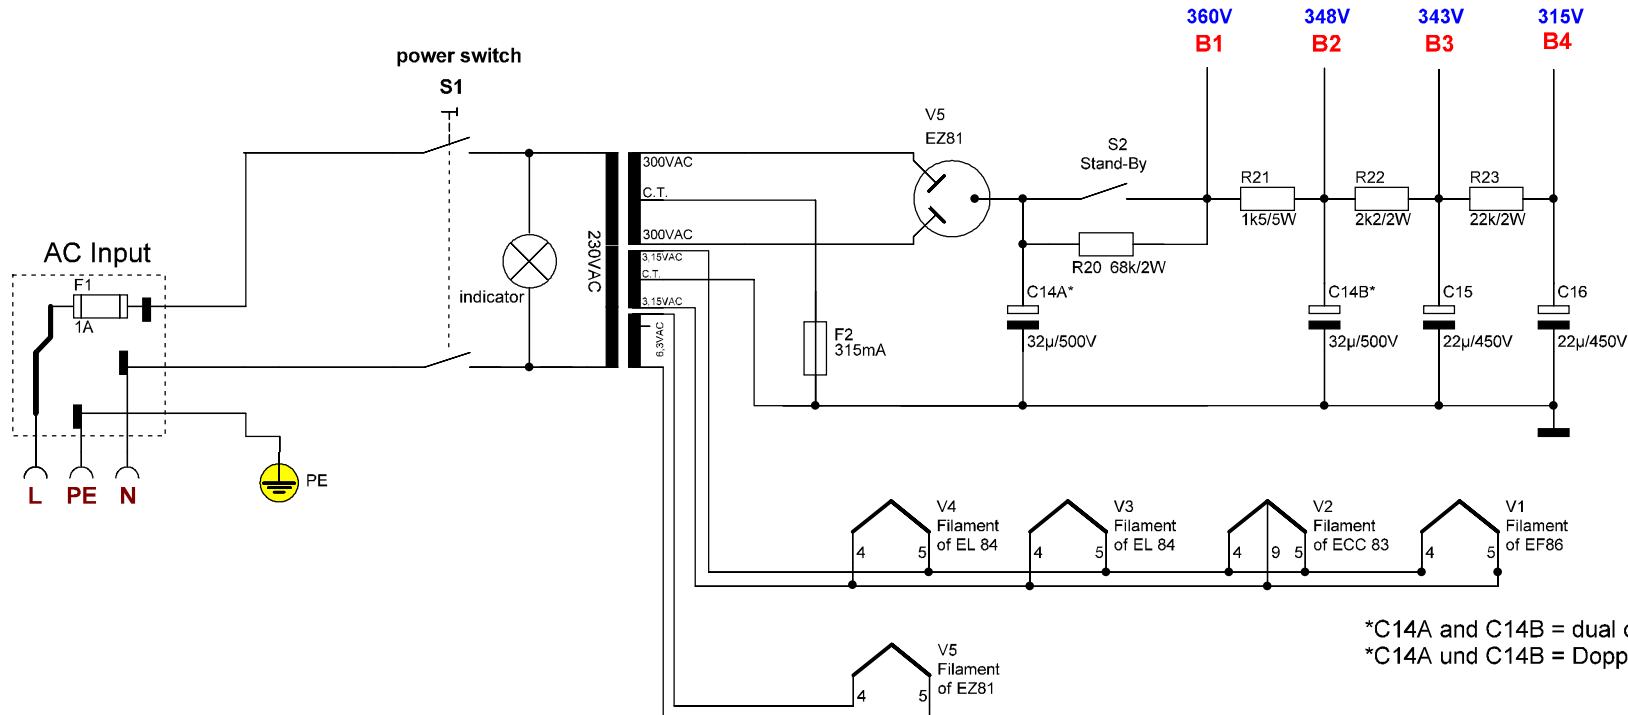 360V
348V
343V
315V
B1
B2
B3
B4
power switch
S1
V5
EZ81
S2
Stand-By
300VAC
C.T.
300VAC
3,15VAC
C.T.
3,15VAC
6,3VAC
230VAC
R21
1k5/5W
R22
2k2/2W
R23
22k/2W
R20 68k/2W
AC Input
F1
1A
indicator
F2
315mA
C14A*
32µ/500V
C14B*
32µ/500V
C15
22µ/450V
C16
22µ/450V
L
PE
N
PE
V4
Filament
of EL 84
4
5
V3
Filament
of EL 84
4
5
V2
Filament
of ECC 83
4
9
5
V1
Filament
of EF86
4
5
V5
Filament
of EZ81
4
5
*C14A and C14B = dual
*C14A und C14B =